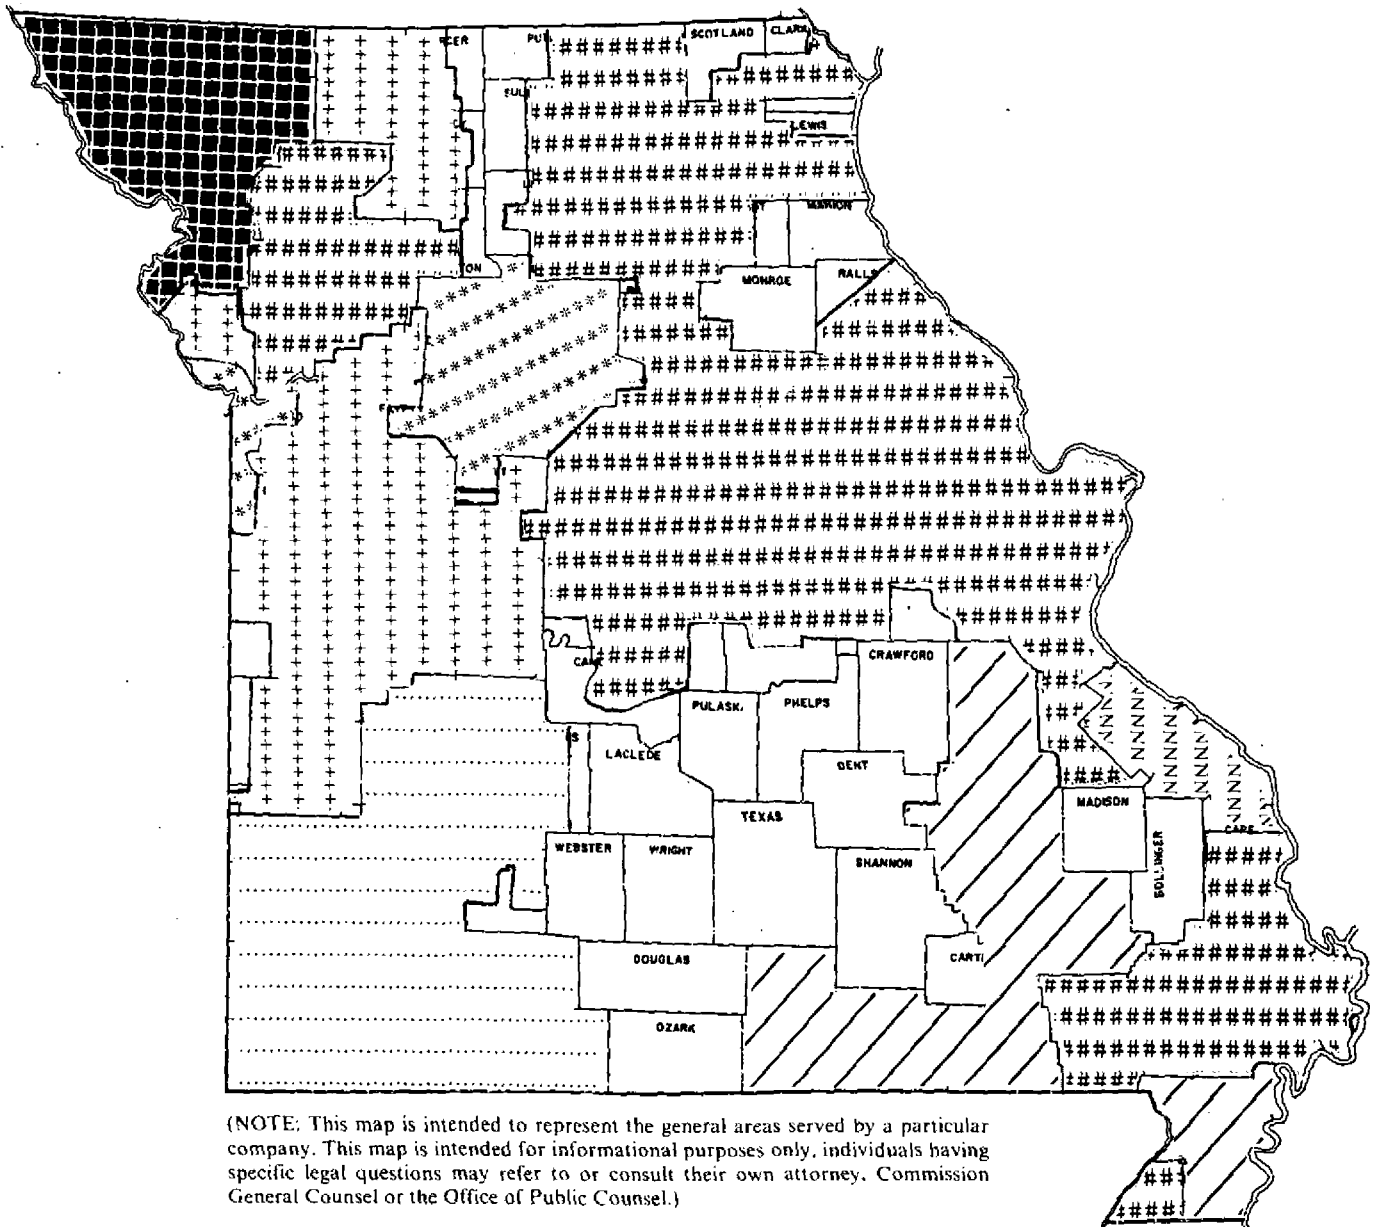 SCOTLAND
CLARK
LEWIS
MARION
RALLS
MONROE
CRAWFORD
PHELPS
LACLEDE
DENT
MADISON
TEXAS
WEBSTER
WRIGHT
SHANNON
BOLLINGER
DOUGLAS
OZARK
(NOTE: This map is intended to represent the general areas served by a particular
company. This map is intended for informational purposes only, individuals having
specific legal questions may refer to or consult their own attorney, Commission
General Counsel or the Office of Public Counsel.)